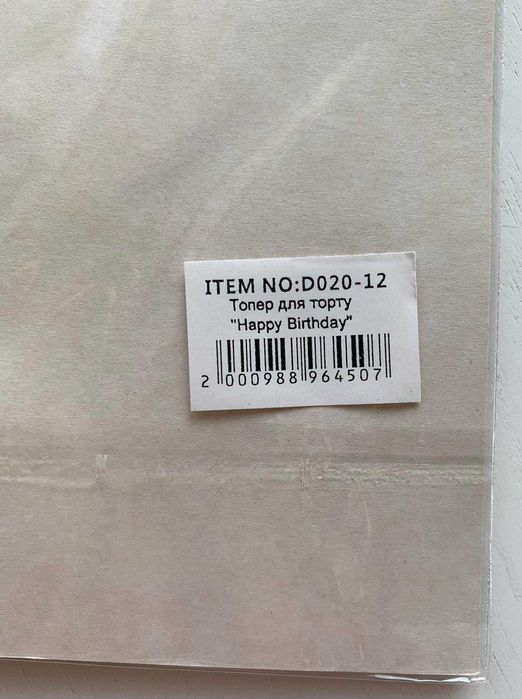 ITEM NO:D020-12
Топер для торту
"Happy Birthday"
2 000988 964507